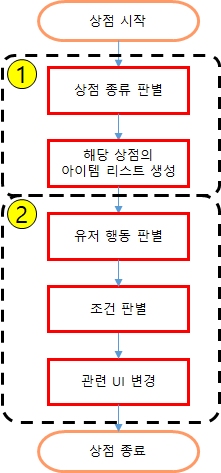 상점 시작
1
상점 종류 판별
해당 상점의
아이템 리스트 생성
2
유저 행동 판별
조건 판별
관련 UI 변경
상점 종료